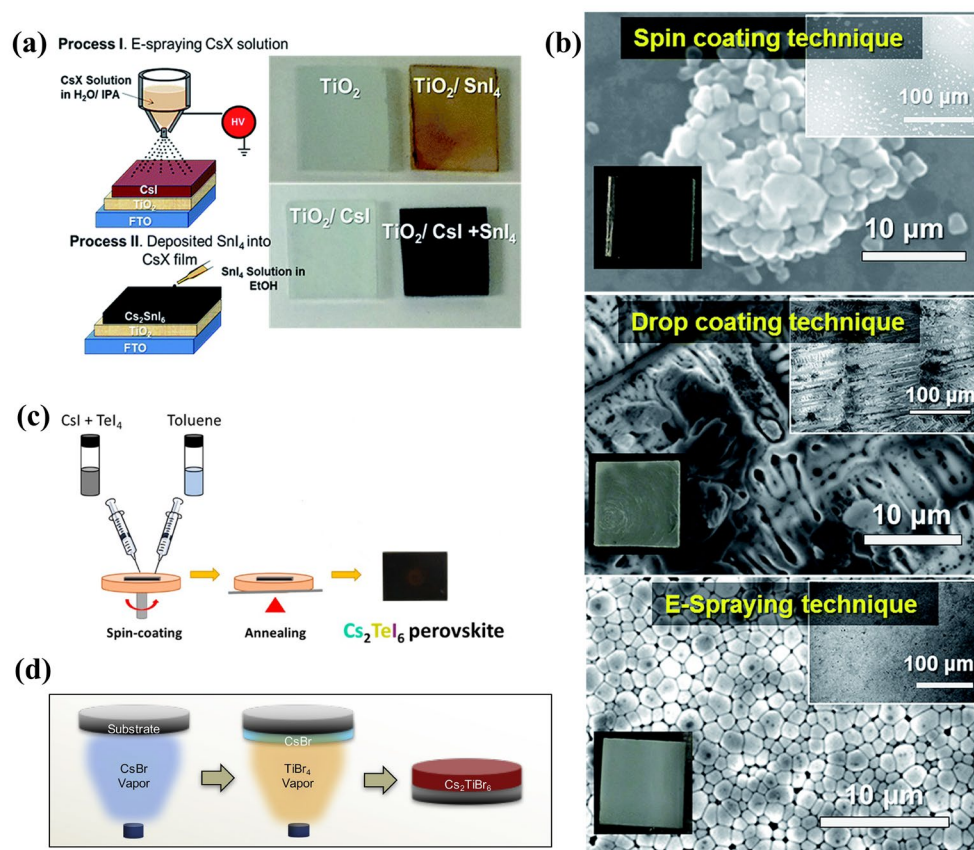 (a)
Process I. E-spraying CsX solution
CsX Solution
in H₂O/ IPA
HV
CsI
TiO₂
FTO
Process II. Deposited SnI₄ into
CsX film
SnI₄ Solution in
EtOH
Cs₂SnI₆
TiO₂
FTO
TiO₂
TiO₂/ SnI₄
TiO₂/ CsI
TiO₂/ CsI +SnI₄
(b)
Spin coating technique
100 µm
10 µm
Drop coating technique
100 µm
10 µm
E-Spraying technique
100 µm
10 µm
(c)
CsI + TeI₄
Toluene
Spin-coating
Annealing
Cs₂TeI₆ perovskite
(d)
Substrate
CsBr
Vapor
CsBr
TiBr₄
Vapor
Cs₂TiBr₆